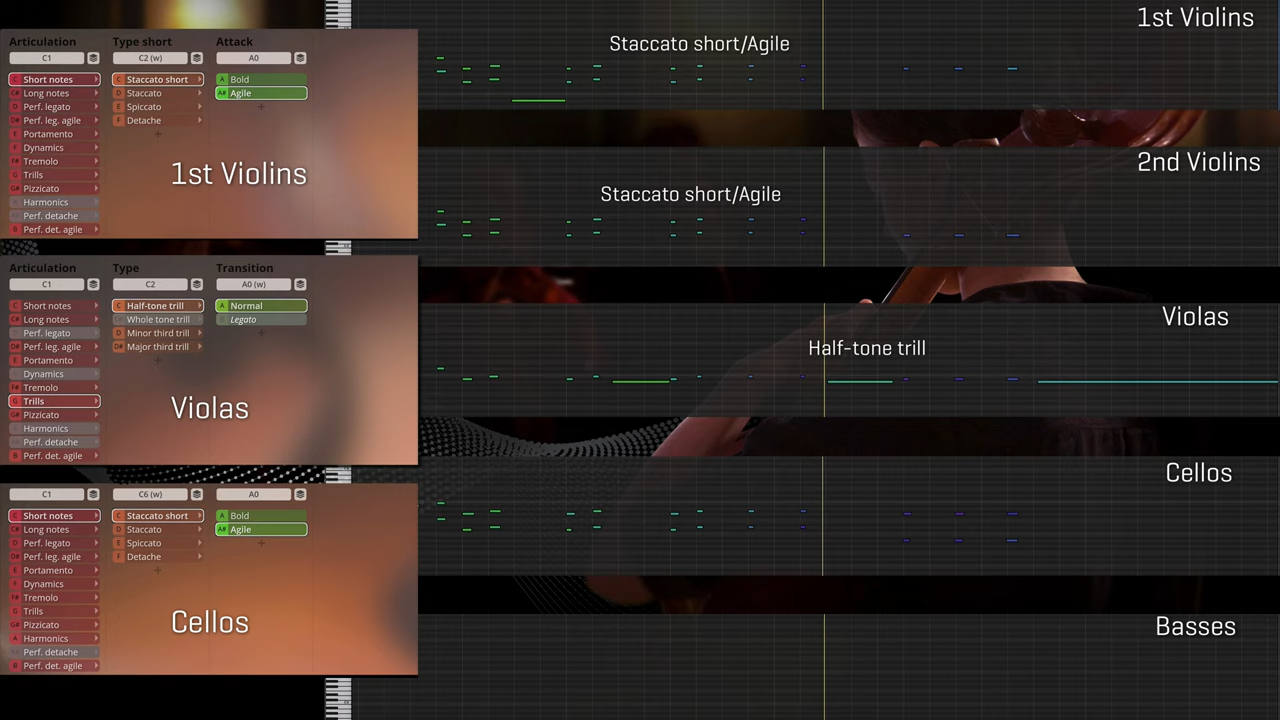 Articulation Type short Attack
C1 C2 (w) A0
C Short notes C Staccato short A Bold
C# Long notes D Staccato A# Agile
D Perf. legato E Spiccato +
D# Perf. leg. agile F Detache
E Portamento +
F Dynamics
F# Tremolo
G Trills
G# Pizzicato
Harmonics
Perf. detache
B Perf. det. agile
1st Violins
Articulation Type Transition
C1 C2 A0 (w)
C Short notes C Half-tone trill A Normal
C# Long notes Whole tone trill Legato
Perf. legato D Minor third trill +
D# Perf. leg. agile D# Major third trill
E Portamento +
Dynamics
F# Tremolo
G Trills
G# Pizzicato
Harmonics
Perf. detache
B Perf. det. agile
Violas
C1 C6 (w) A0
C Short notes C Staccato short A Bold
C# Long notes D Staccato A# Agile
D Perf. legato E Spiccato +
D# Perf. leg. agile F Detache
E Portamento +
F Dynamics
F# Tremolo
G Trills
G# Pizzicato
A Harmonics
Perf. detache
B Perf. det. agile
Cellos
1st Violins
Staccato short/Agile
2nd Violins
Staccato short/Agile
Violas
Half-tone trill
Cellos
Basses